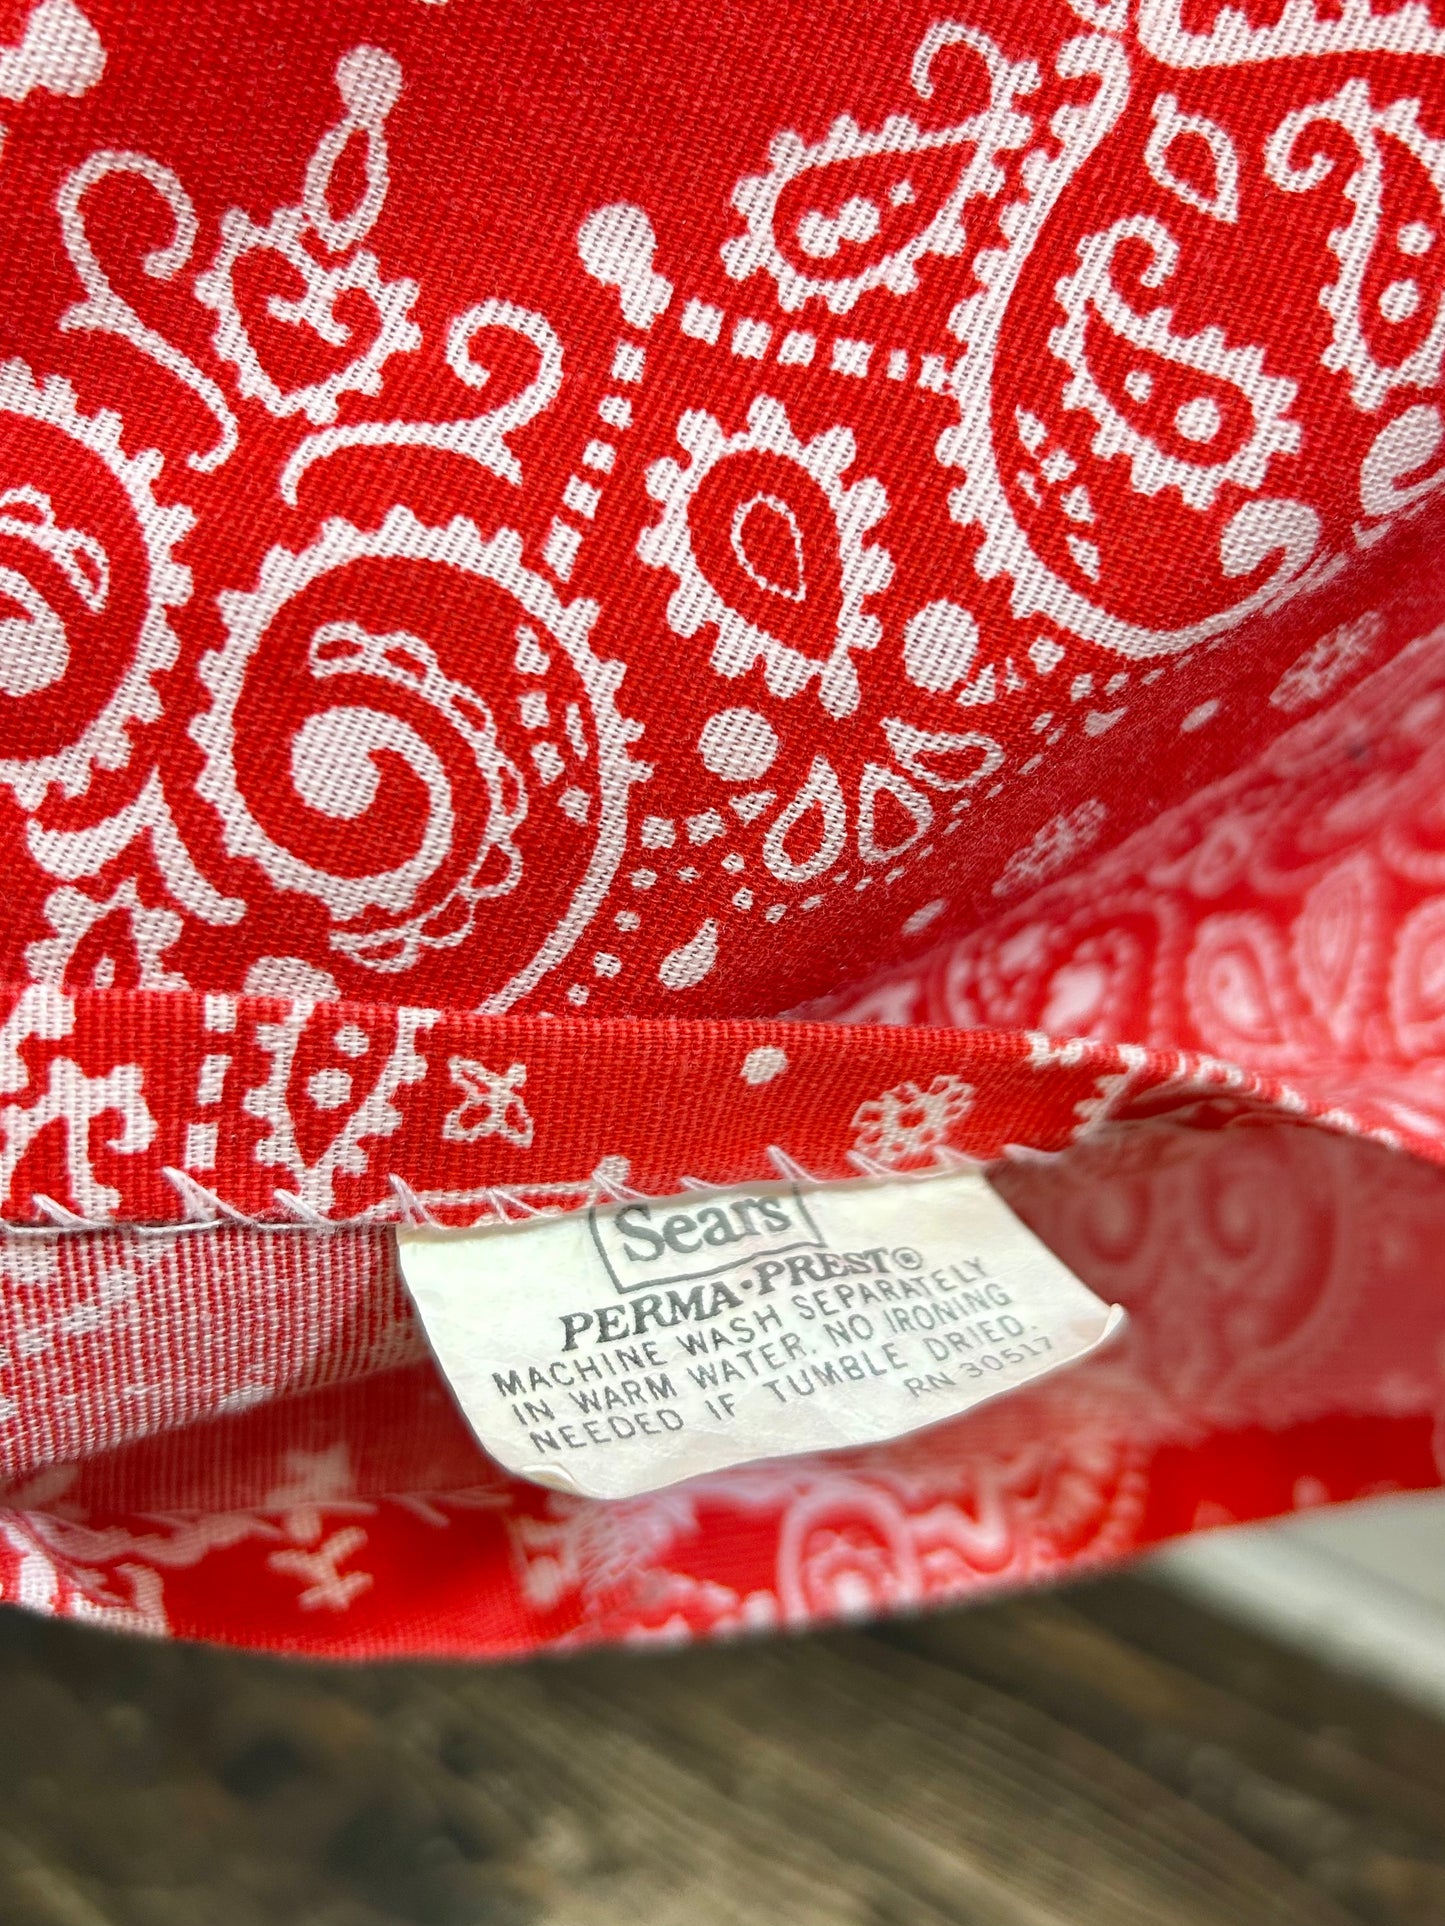 Sears
PERMA·PREST®
MACHINE WASH SEPARATELY
IN WARM WATER. NO IRONING
NEEDED IF TUMBLE DRIED.
RN 30517